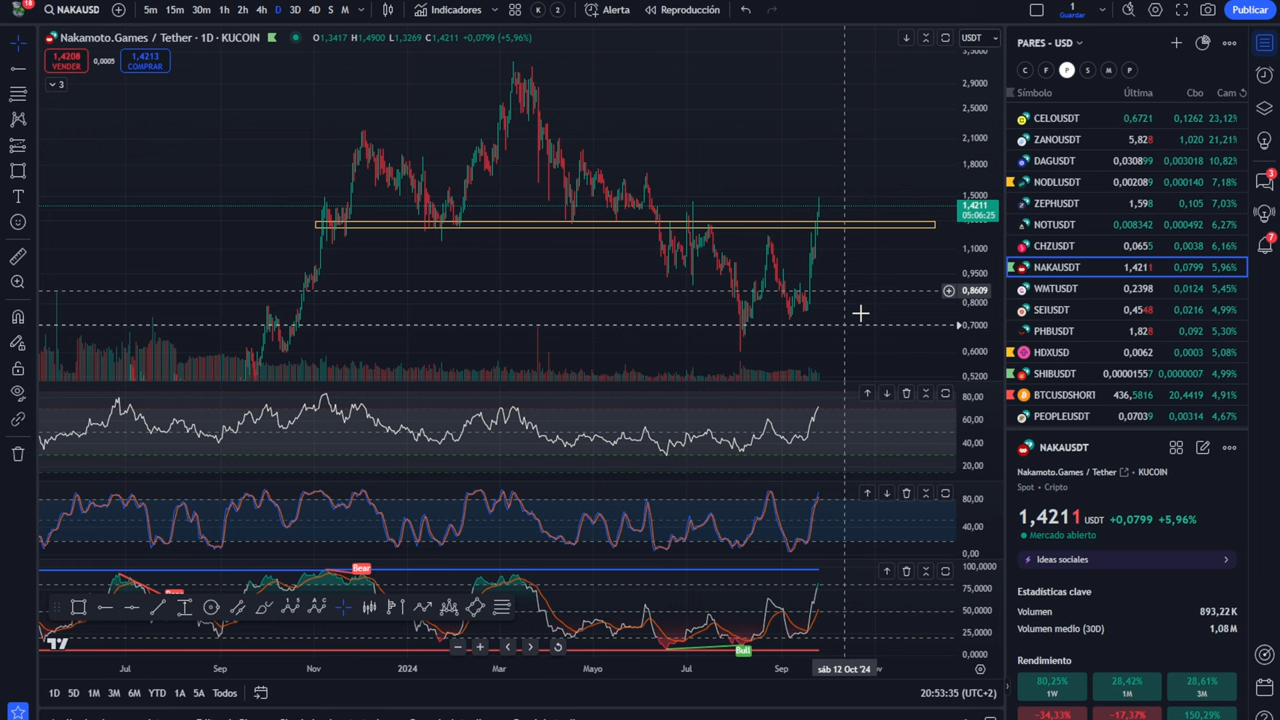 18 NAKAUSD 5m 15m 30m 1h 2h 4h D 3D 4D S M Indicadores K 2 Alerta Reproducción 1 Guardar Publicar
Nakamoto.Games / Tether · 1D · KUCOIN O1,3417 H1,4900 L1,3269 C1,4211 +0,0799 (+5,96%) USDT
1,4208 VENDER 0,0005 1,4213 COMPRAR
3
2,9000
2,5000
2,1000
1,8000
1,5000
1,4211
05:06:25
1,1000
0,9500
0,8609
0,8000
0,7000
0,6000
0,5200
80,00
60,00
40,00
20,00
80,00
40,00
0,00
100,0000
75,0000
50,0000
25,0000
0,0000
Bear
Bull
Jul Sep Nov 2024 Mar Mayo Jul Sep sáb 12 Oct '24
1D 5D 1M 3M 6M YTD 1A 5A Todos 20:53:35 (UTC+2)
PARES - USD
C F P S M P
Símbolo Última Cbo Cam
CELOUSDT 0,6721 0,1262 23,12%
ZANOUSDT 5,828 1,020 21,21%
DAGUSDT 0,030899 0,003018 10,82%
NODLUSDT 0,002089 0,000140 7,18%
ZEPHUSDT 1,598 0,105 7,03%
NOTUSDT 0,008342 0,000492 6,27%
CHZUSDT 0,0655 0,0038 6,16%
NAKAUSDT 1,4211 0,0799 5,96%
WMTUSDT 0,2398 0,0124 5,45%
SEIUSDT 0,4548 0,0216 4,99%
PHBUSDT 1,828 0,092 5,30%
HDXUSD 0,0062 0,0003 5,08%
SHIBUSDT 0,00001557 0,0000007 4,99%
BTCUSDSHOR1 436,5816 20,4419 4,91%
PEOPLEUSDT 0,07039 0,00314 4,67%
NAKAUSDT
Nakamoto.Games / Tether KUCOIN
Spot • Cripto
1,4211 USDT +0,0799 +5,96%
Mercado abierto
Ideas sociales
Estadísticas clave
Volumen 893,22K
Volumen medio (30D) 1,08M
Rendimiento
80,25% 1W
28,42% 1M
28,61% 3M
−34,33% −17,37% 150,29%
3
7